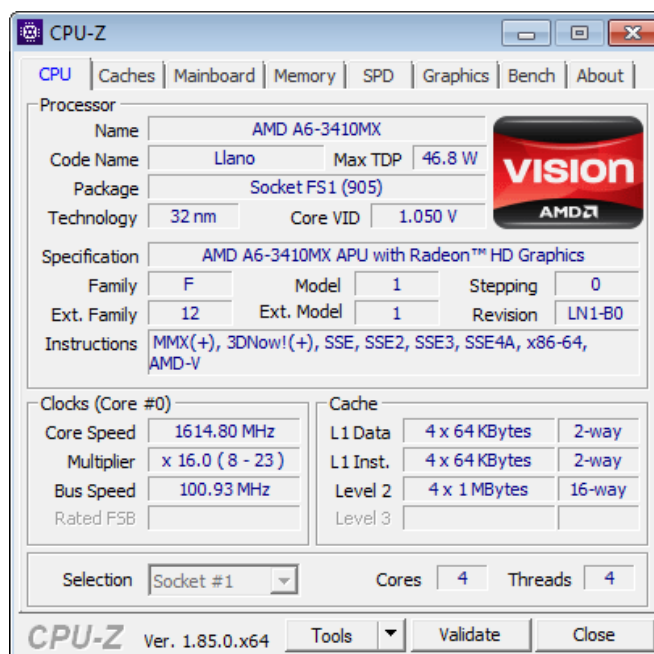 CPU-Z
CPU Caches Mainboard Memory SPD Graphics Bench About
Processor
Name AMD A6-3410MX
Code Name Llano Max TDP 46.8 W
Package Socket FS1 (905)
Technology 32 nm Core VID 1.050 V
VISION
AMD
Specification AMD A6-3410MX APU with Radeon™ HD Graphics
Family F Model 1 Stepping 0
Ext. Family 12 Ext. Model 1 Revision LN1-B0
Instructions MMX(+), 3DNow!(+), SSE, SSE2, SSE3, SSE4A, x86-64,
AMD-V
Clocks (Core #0)
Core Speed 1614.80 MHz
Multiplier x 16.0 ( 8 - 23 )
Bus Speed 100.93 MHz
Rated FSB
Cache
L1 Data 4 x 64 KBytes 2-way
L1 Inst. 4 x 64 KBytes 2-way
Level 2 4 x 1 MBytes 16-way
Level 3
Selection Socket #1 Cores 4 Threads 4
CPU-Z Ver. 1.85.0.x64 Tools Validate Close